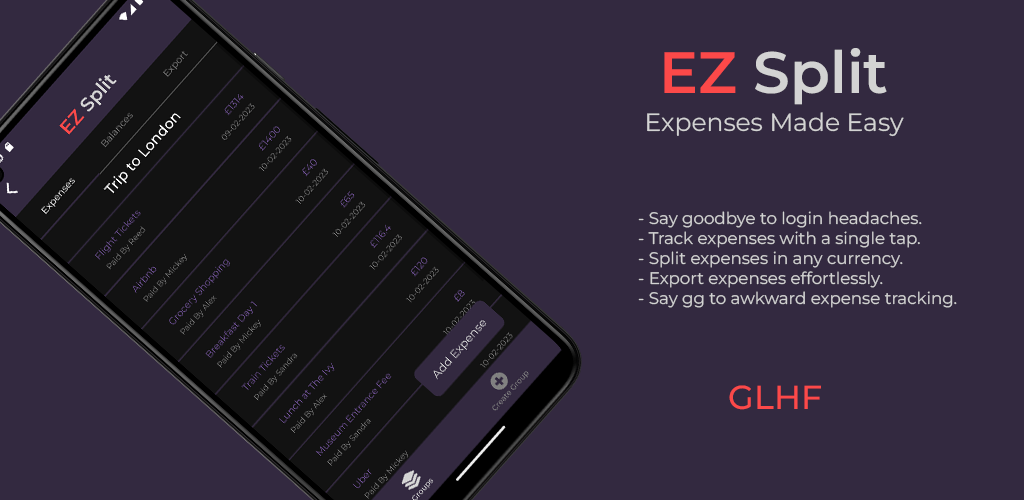 EZ Split
Expenses
Balances
Export
Trip to London
Flight Tickets
£1314
Paid By Reed
09-02-2023
Airbnb
£1400
Paid By Mickey
10-02-2023
Grocery Shopping
£40
Paid By Alex
10-02-2023
Breakfast Day 1
£65
Paid By Mickey
10-02-2023
Train Tickets
£116.4
Paid By Sandra
10-02-2023
Lunch at The Ivy
£120
Paid By Alex
10-02-2023
Museum Entrance Fee
£8
Paid By Sandra
10-02-2023
Uber
Paid By Mickey
10-02-2023
Add Expense
Groups
Create Group
EZ Split
Expenses Made Easy
- Say goodbye to login headaches.
- Track expenses with a single tap.
- Split expenses in any currency.
- Export expenses effortlessly.
- Say gg to awkward expense tracking.
GLHF